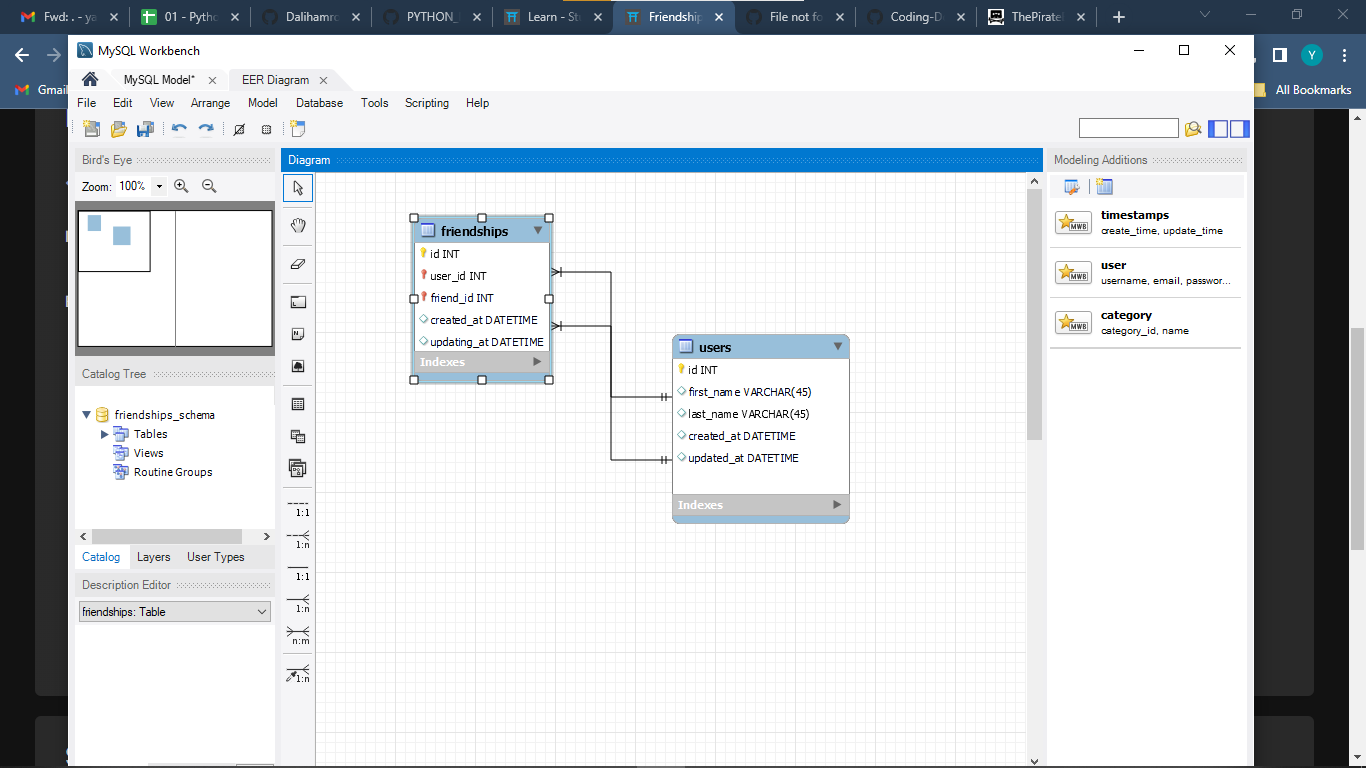 Fwd: . - ya
01 - Pytho
Dalihamro
PYTHON_
Learn - Stu
Friendship
File not fo
Coding-D
ThePirate
Y
Gmail
All Bookmarks
MySQL Workbench
MySQL Model*
EER Diagram
File Edit View Arrange Model Database Tools Scripting Help
Bird's Eye
Zoom: 100%
Catalog Tree
friendships_schema
Tables
Views
Routine Groups
Catalog Layers User Types
Description Editor
friendships: Table
1:1
1:n
1:1
1:n
n:m
1:n
Diagram
friendships
id INT
user_id INT
friend_id INT
created_at DATETIME
updating_at DATETIME
Indexes
users
id INT
first_name VARCHAR(45)
last_name VARCHAR(45)
created_at DATETIME
updated_at DATETIME
Indexes
Modeling Additions
MWB
timestamps
create_time, update_time
MWB
user
username, email, passwor...
MWB
category
category_id, name